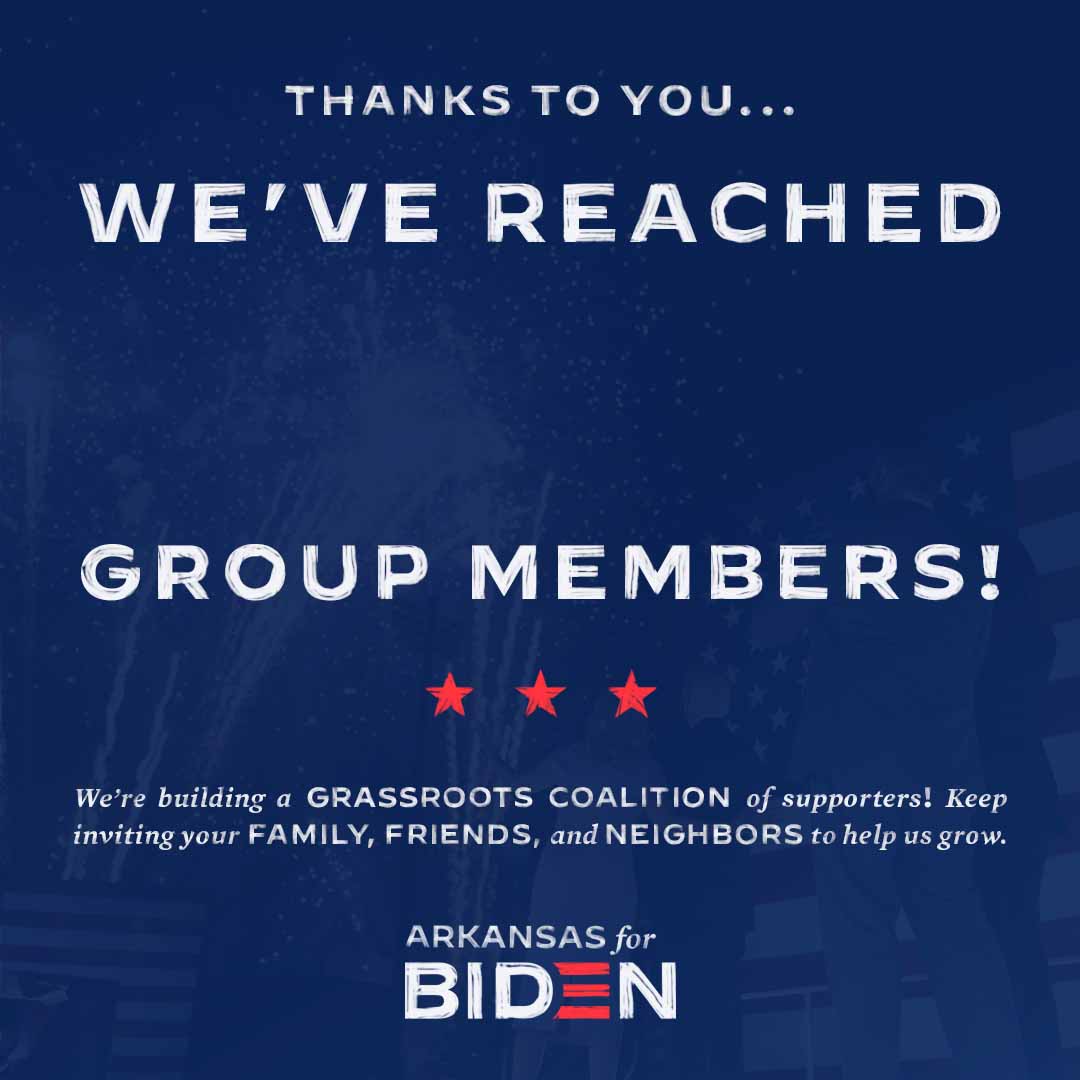 THANKS TO YOU...
WE'VE REACHED
GROUP MEMBERS!
We're building a GRASSROOTS COALITION of supporters! Keep
inviting your FAMILY, FRIENDS, and NEIGHBORS to help us grow.
ARKANSAS for
BIDEN